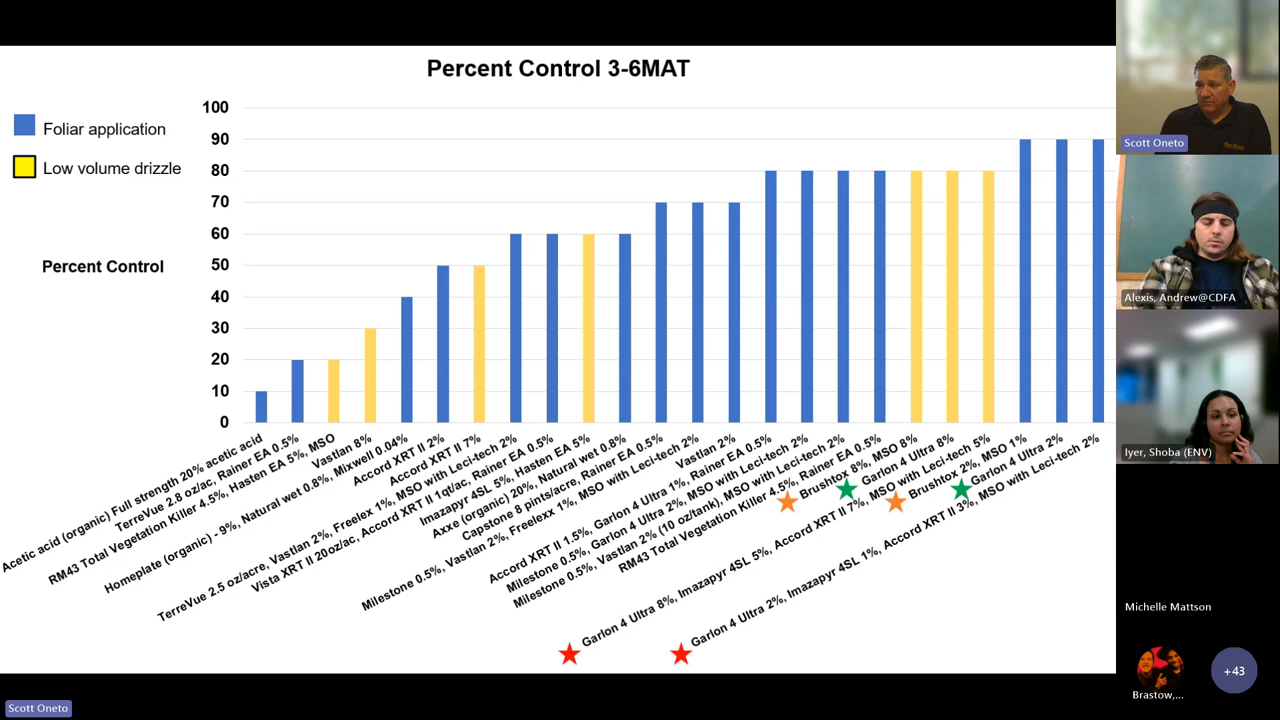 Percent Control 3-6MAT
Foliar application
Low volume drizzle
Percent Control
100
90
80
70
60
50
40
30
20
10
0
Acetic acid (organic) Full strength 20% acetic acid
TerreVue 2.8 oz/ac, Rainer EA 0.5%
RM43 Total Vegetation Killer 4.5%, Hasten EA 5%, MSO
Vastlan 8%
Homeplate (organic) - 9%, Natural wet 0.8%, Mixwell 0.04%
Accord XRT II 2%
Accord XRT II 7%
TerreVue 2.5 oz/acre, Vastlan 2%, Freelex 1%, MSO with Leci-tech 2%
Vista XRT II 20oz/ac, Accord XRT II 1qt/ac, Rainer EA 0.5%
Imazapyr 4SL 5%, Hasten EA 5%
Axxe (organic) 20%, Natural wet 0.8%
Capstone 8 pints/acre, Rainer EA 0.5%
Milestone 0.5%, Vastlan 2%, Freelexx 1%, MSO with Leci-tech 2%
Vastlan 2%
Accord XRT II 1.5%, Garlon 4 Ultra 1%, Rainer EA 0.5%
Milestone 0.5%, Garlon 4 Ultra 2%, MSO with Leci-tech 2%
Milestone 0.5%, Vastlan 2% (10 oz/tank), MSO with Leci-tech 2%
RM43 Total Vegetation Killer 4.5%, Rainer EA 0.5%
Brushtox 8%, MSO 8%
Garlon 4 Ultra 8%
Garlon 4 Ultra 8%, Imazapyr 4SL 5%, Accord XRT II 7%, MSO with Leci-tech 5%
Brushtox 2%, MSO 1%
Garlon 4 Ultra 2%
Garlon 4 Ultra 2%, Imazapyr 4SL 1%, Accord XRT II 3%, MSO with Leci-tech 2%
Scott Oneto
Alexis, Andrew@CDFA
Iyer, Shoba (ENV)
Michelle Mattson
Brastow,...
+43
Scott Oneto